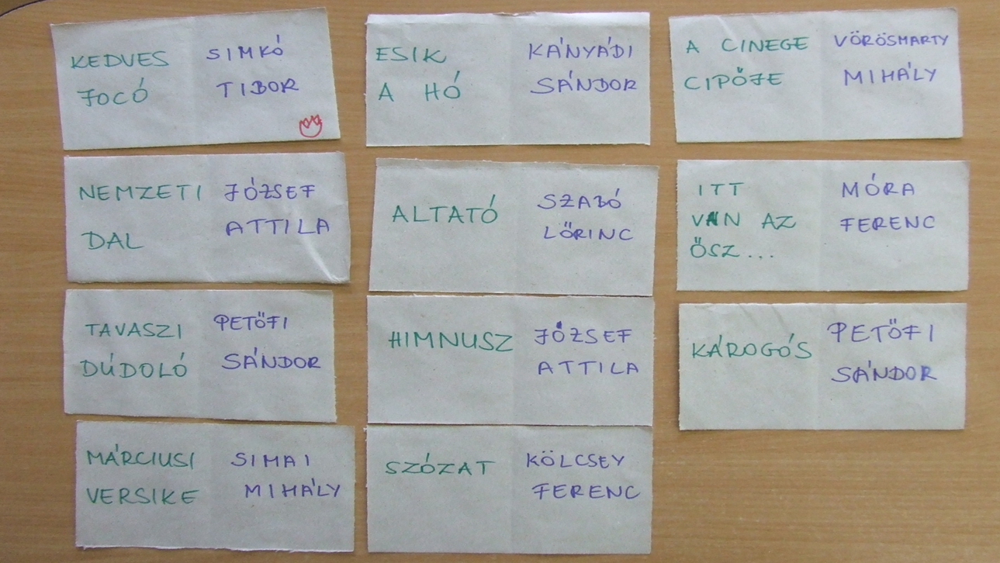 KEDVES
JOCÓ
SIMKÓ
TIBOR
NEMZETI
DAL
JÓZSEF
ATTILA
TAVASZI
DÚDOLÓ
PETŐFI
SÁNDOR
MÁRCIUSI
VERSIKE
SIMAI
MIHÁLY
ESIK
A HÓ
KÁNYÁDI
SÁNDOR
ALTATÓ
SZABÓ
LŐRINC
HIMNUSZ
JÓZSEF
ATTILA
SZÓZAT
KÖLCSEY
FERENC
A CINEGE
CIPŐJE
VÖRÖSMARTY
MIHÁLY
ITT
VAN AZ
ŐSZ...
MÓRA
FERENC
KÁROGÓS
PETŐFI
SÁNDOR